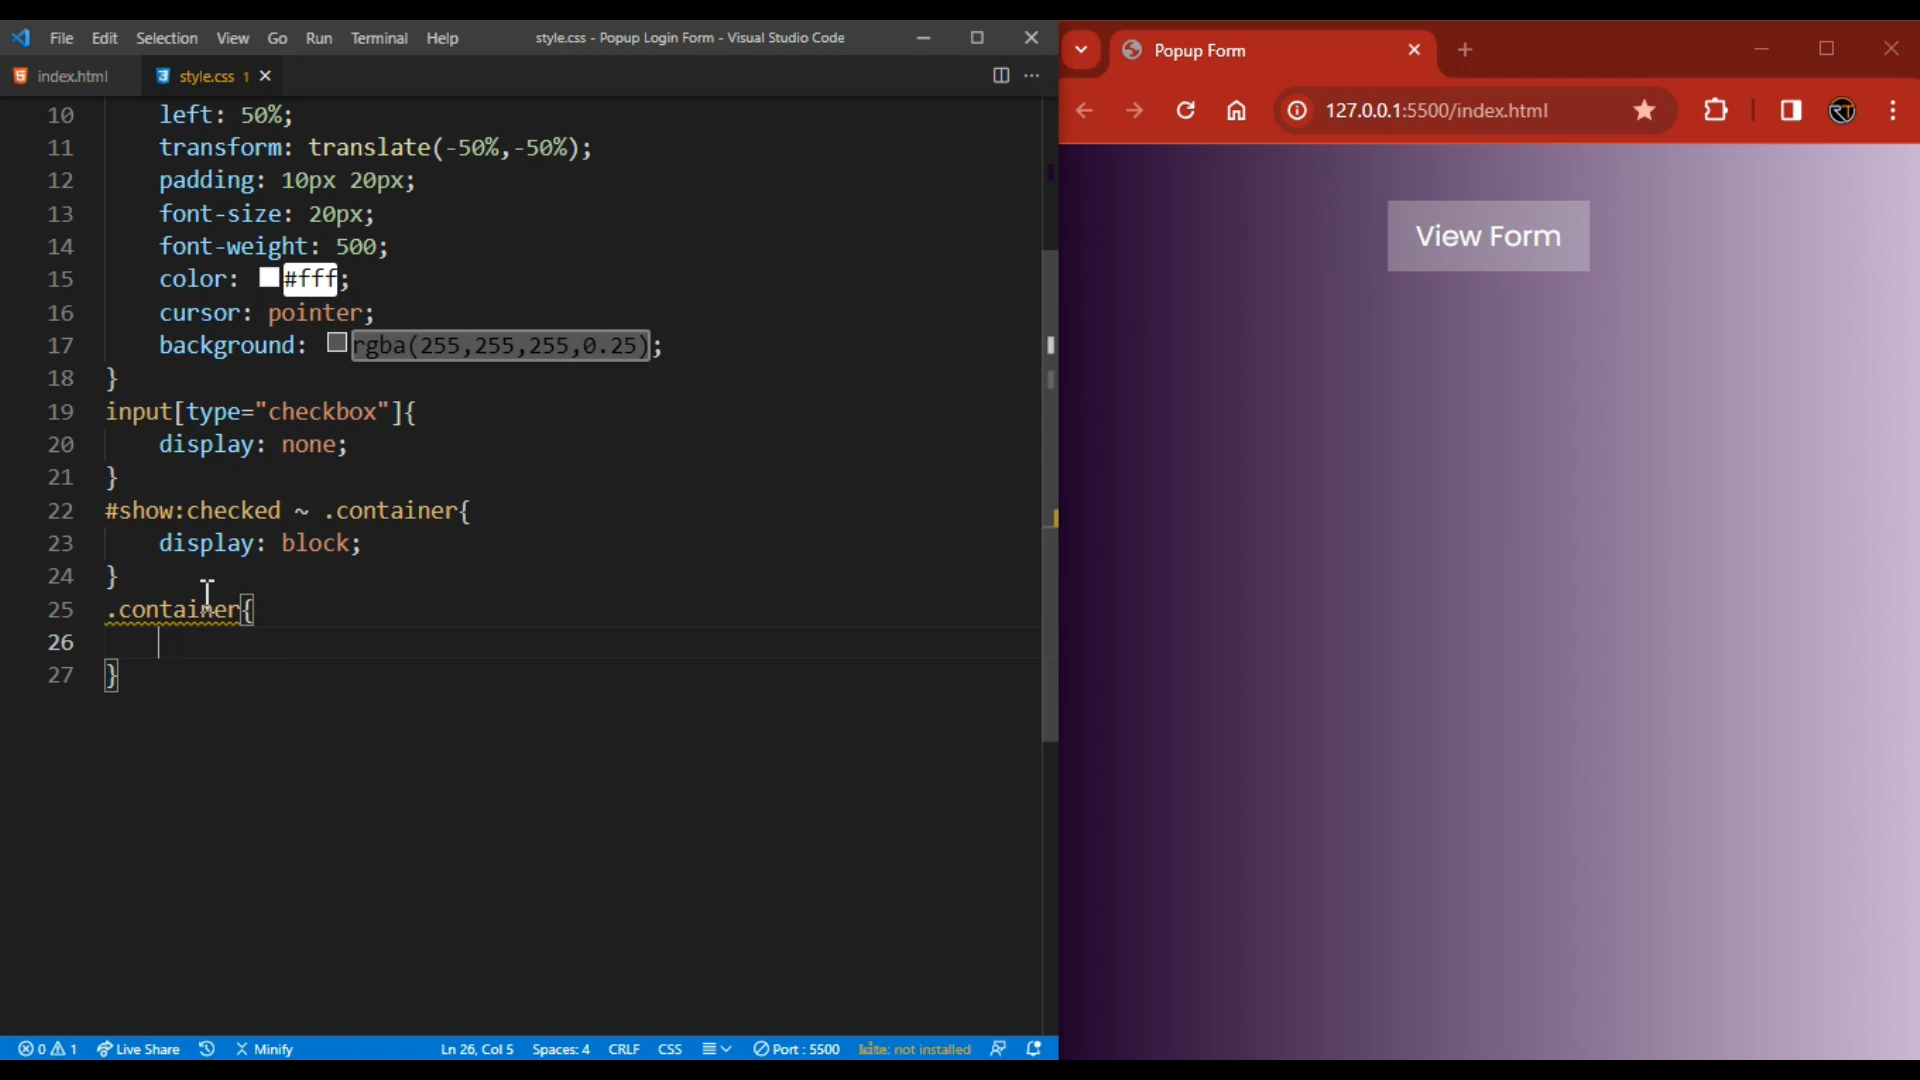 File Edit Selection View Go Run Terminal Help style.css - Popup Login Form - Visual Studio Code
index.html style.css 1
10 left: 50%;
11 transform: translate(-50%,-50%);
12 padding: 10px 20px;
13 font-size: 20px;
14 font-weight: 500;
15 color: #fff;
16 cursor: pointer;
17 background: rgba(255,255,255,0.25);
18 }
19 input[type="checkbox"]{
20 display: none;
21 }
22 #show:checked ~ .container{
23 display: block;
24 }
25 .container{
26
27 }
0 1 Live Share Minify Ln 26, Col 5 Spaces: 4 CRLF CSS Port : 5500 kite: not installed
Popup Form
127.0.0.1:5500/index.html RT
View Form